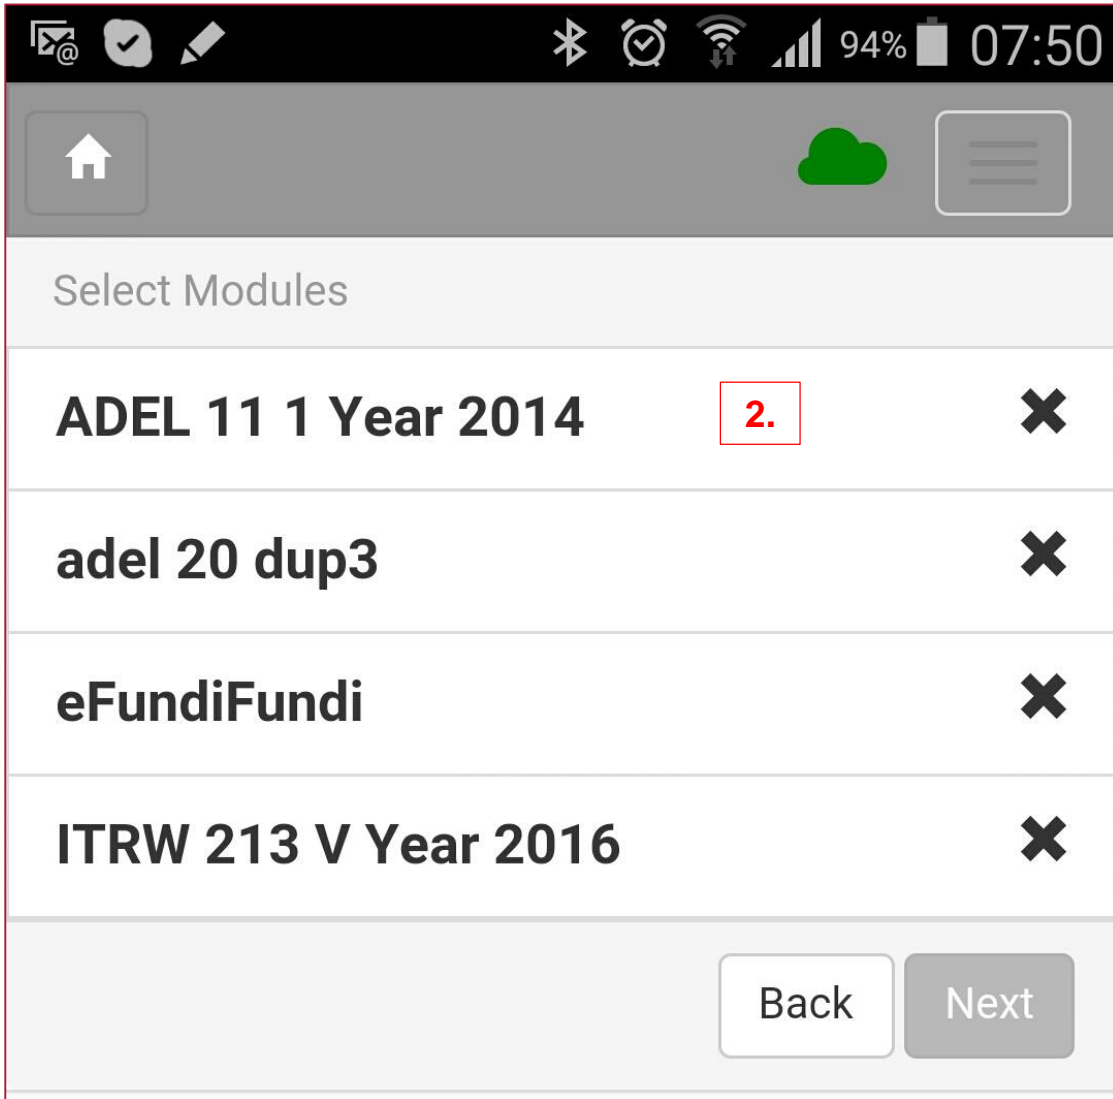 94% 07:50
Select Modules
ADEL 11 1 Year 2014
2.
adel 20 dup3
eFundiFundi
ITRW 213 V Year 2016
Back
Next